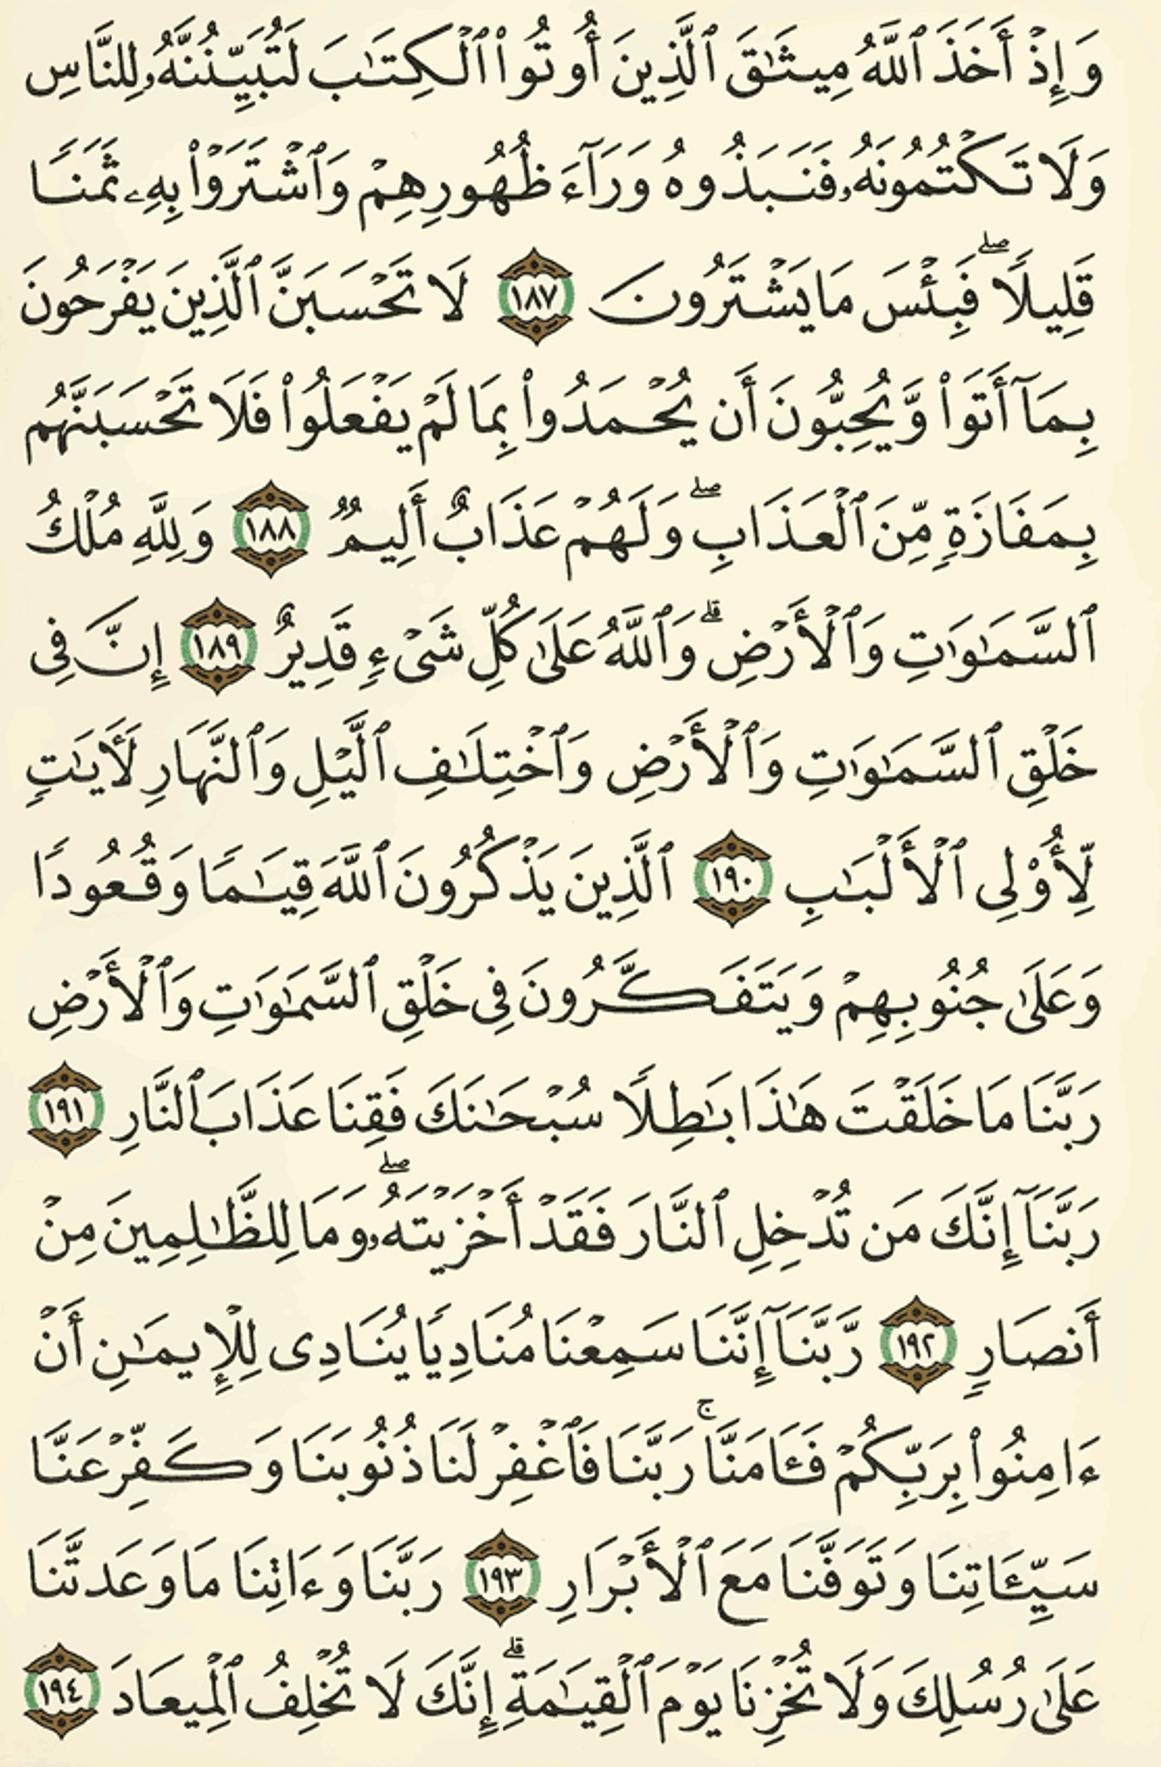 وَإِذْ أَخَذَ ٱللَّهُ مِيثَٰقَ ٱلَّذِينَ أُوتُوا۟ ٱلْكِتَٰبَ لَتُبَيِّنُنَّهُۥ لِلنَّاسِ
وَلَا تَكْتُمُونَهُۥ فَنَبَذُوهُ وَرَآءَ ظُهُورِهِمْ وَٱشْتَرَوْا۟ بِهِۦ ثَمَنًا
قَلِيلًا ۖ فَبِئْسَ مَا يَشْتَرُونَ ١٨٧ لَا تَحْسَبَنَّ ٱلَّذِينَ يَفْرَحُونَ
بِمَآ أَتَوا۟ وَّيُحِبُّونَ أَن يُحْمَدُوا۟ بِمَا لَمْ يَفْعَلُوا۟ فَلَا تَحْسَبَنَّهُم
بِمَفَازَةٍ مِّنَ ٱلْعَذَابِ ۖ وَلَهُمْ عَذَابٌ أَلِيمٌ ١٨٨ وَلِلَّهِ مُلْكُ
ٱلسَّمَٰوَٰتِ وَٱلْأَرْضِ ۗ وَٱللَّهُ عَلَىٰ كُلِّ شَىْءٍ قَدِيرٌ ١٨٩ إِنَّ فِى
خَلْقِ ٱلسَّمَٰوَٰتِ وَٱلْأَرْضِ وَٱخْتِلَٰفِ ٱلَّيْلِ وَٱلنَّهَارِ لَـَٔايَٰتٍ
لِّأُو۟لِى ٱلْأَلْبَٰبِ ١٩٠ ٱلَّذِينَ يَذْكُرُونَ ٱللَّهَ قِيَٰمًا وَقُعُودًا
وَعَلَىٰ جُنُوبِهِمْ وَيَتَفَكَّرُونَ فِى خَلْقِ ٱلسَّمَٰوَٰتِ وَٱلْأَرْضِ
رَبَّنَا مَا خَلَقْتَ هَٰذَا بَٰطِلًا سُبْحَٰنَكَ فَقِنَا عَذَابَ ٱلنَّارِ ١٩١
رَبَّنَآ إِنَّكَ مَن تُدْخِلِ ٱلنَّارَ فَقَدْ أَخْزَيْتَهُۥ ۖ وَمَا لِلظَّٰلِمِينَ مِنْ
أَنصَارٍ ١٩٢ رَّبَّنَآ إِنَّنَا سَمِعْنَا مُنَادِيًا يُنَادِى لِلْإِيمَٰنِ أَنْ
ءَامِنُوا۟ بِرَبِّكُمْ فَـَٔامَنَّا ۚ رَبَّنَا فَٱغْفِرْ لَنَا ذُنُوبَنَا وَكَفِّرْ عَنَّا
سَيِّـَٔاتِنَا وَتَوَفَّنَا مَعَ ٱلْأَبْرَارِ ١٩٣ رَبَّنَا وَءَاتِنَا مَا وَعَدتَّنَا
عَلَىٰ رُسُلِكَ وَلَا تُخْزِنَا يَوْمَ ٱلْقِيَٰمَةِ ۗ إِنَّكَ لَا تُخْلِفُ ٱلْمِيعَادَ ١٩٤